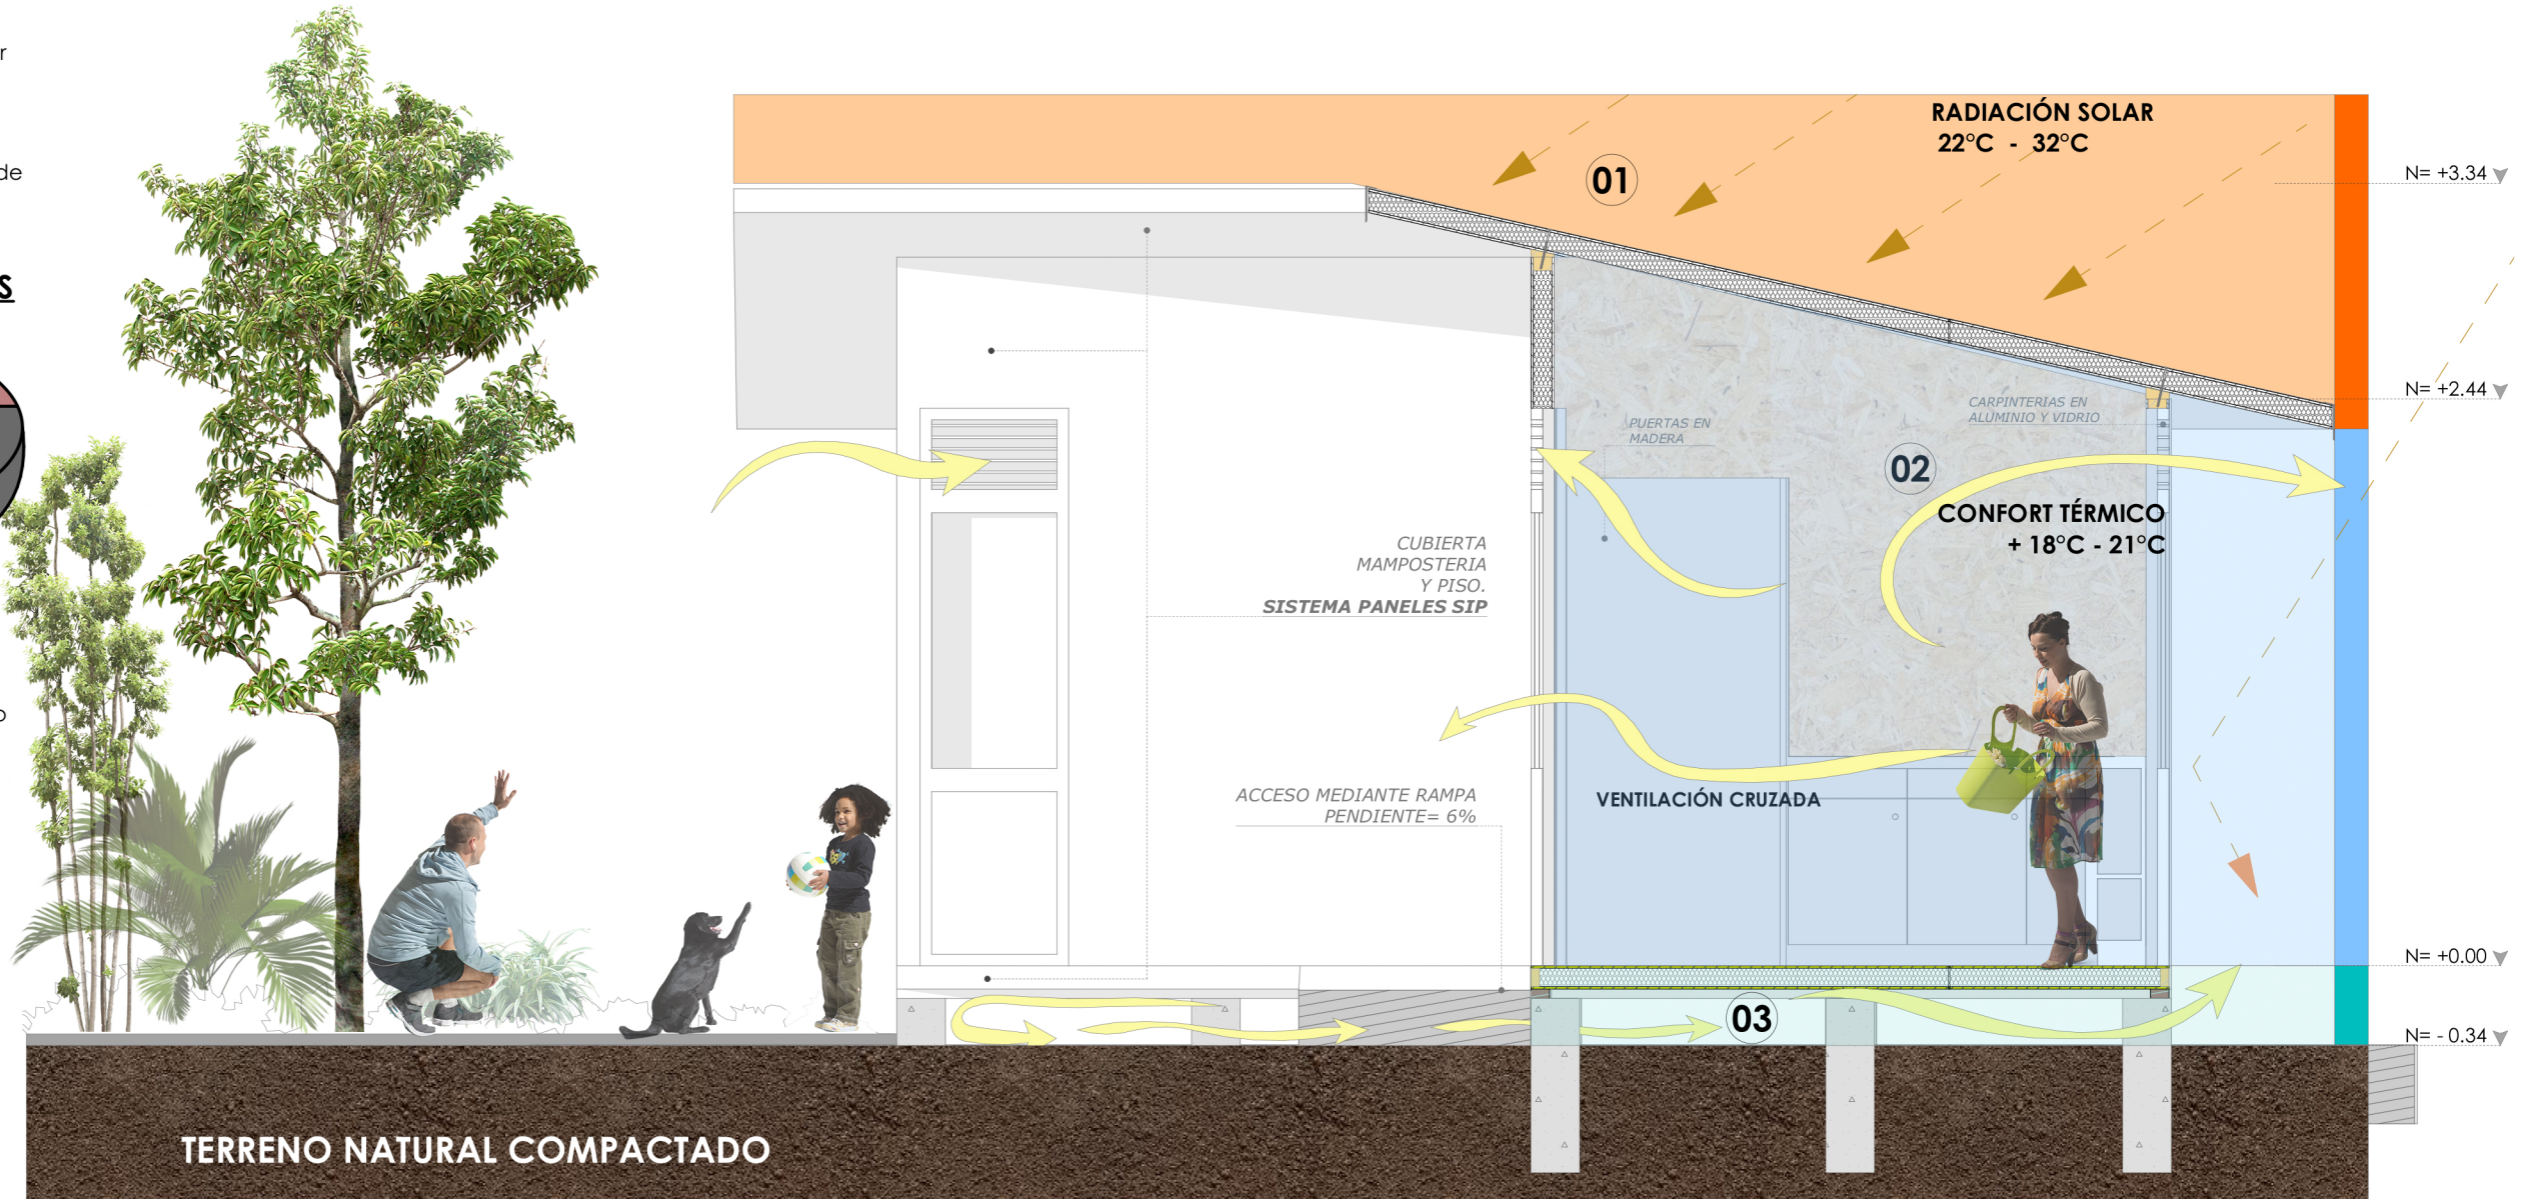 r
de
S
o
RADIACIÓN SOLAR
22°C - 32°C
01
N= +3.34
N= +2.44
PUERTAS EN
MADERA
CARPINTERIAS EN
ALUMINIO Y VIDRIO
02
CONFORT TÉRMICO
+ 18°C - 21°C
CUBIERTA
MAMPOSTERIA
Y PISO.
SISTEMA PANELES SIP
ACCESO MEDIANTE RAMPA
PENDIENTE= 6%
VENTILACIÓN CRUZADA
N= +0.00
03
N= - 0.34
TERRENO NATURAL COMPACTADO